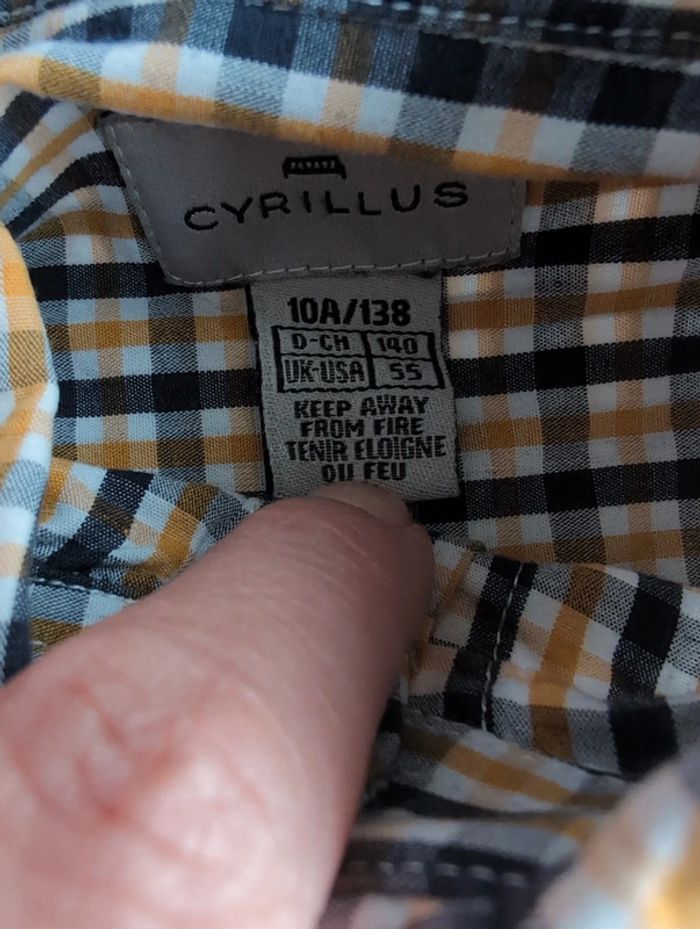 CYRILLUS
10A/138
D-CH 140
UK-USA 55
KEEP AWAY
FROM FIRE
TENIR ELOIGNE
DU FEU